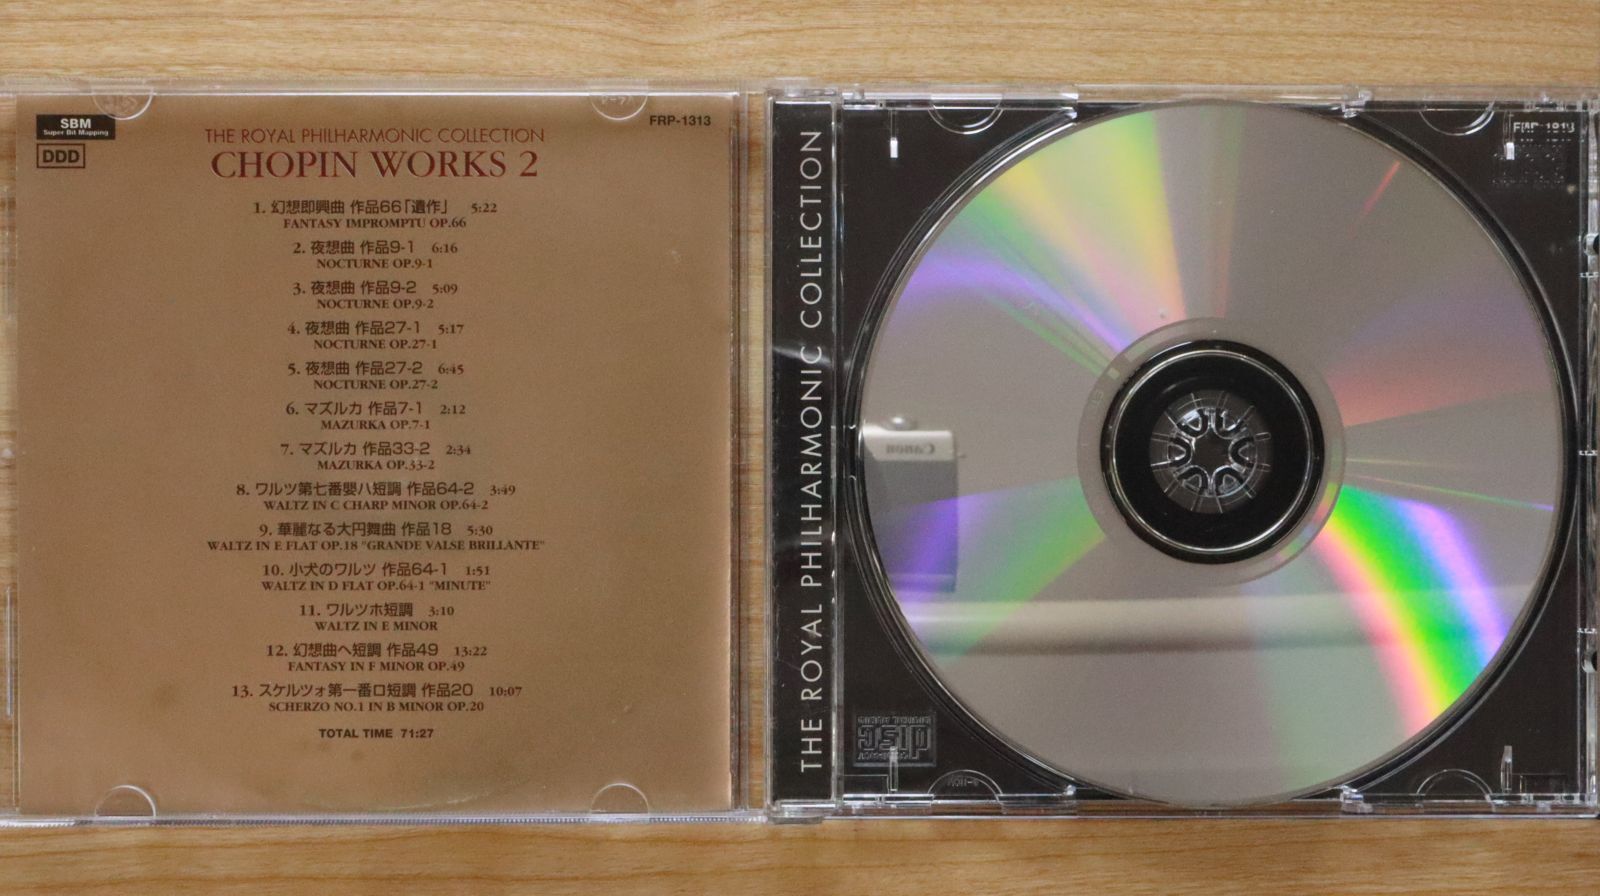 SBM
Super Bit Mapping
DDD
FRP-1313
THE ROYAL PHILHARMONIC COLLECTION
CHOPIN WORKS 2
1. 幻想即興曲 作品66「遺作」 5:22
FANTASY IMPROMPTU OP.66
2. 夜想曲 作品9-1 6:16
NOCTURNE OP.9-1
3. 夜想曲 作品9-2 5:09
NOCTURNE OP.9-2
4. 夜想曲 作品27-1 5:17
NOCTURNE OP.27-1
5. 夜想曲 作品27-2 6:45
NOCTURNE OP.27-2
6. マズルカ 作品7-1 2:12
MAZURKA OP.7-1
7. マズルカ 作品33-2 2:34
MAZURKA OP.33-2
8. ワルツ第七番嬰ハ短調 作品64-2 3:49
WALTZ IN C CHARP MINOR OP.64-2
9. 華麗なる大円舞曲 作品18 5:30
WALTZ IN E FLAT OP.18 "GRANDE VALSE BRILLANTE"
10. 小犬のワルツ 作品64-1 1:51
WALTZ IN D FLAT OP.64-1 "MINUTE"
11. ワルツホ短調 3:10
WALTZ IN E MINOR
12. 幻想曲ヘ短調 作品49 13:22
FANTASY IN F MINOR OP.49
13. スケルツォ第一番ロ短調 作品20 10:07
SCHERZO NO.1 IN B MINOR OP.20
TOTAL TIME 71:27
THE ROYAL PHILHARMONIC COLLECTION
Canon
COMPACT
disc
DIGITAL AUDIO